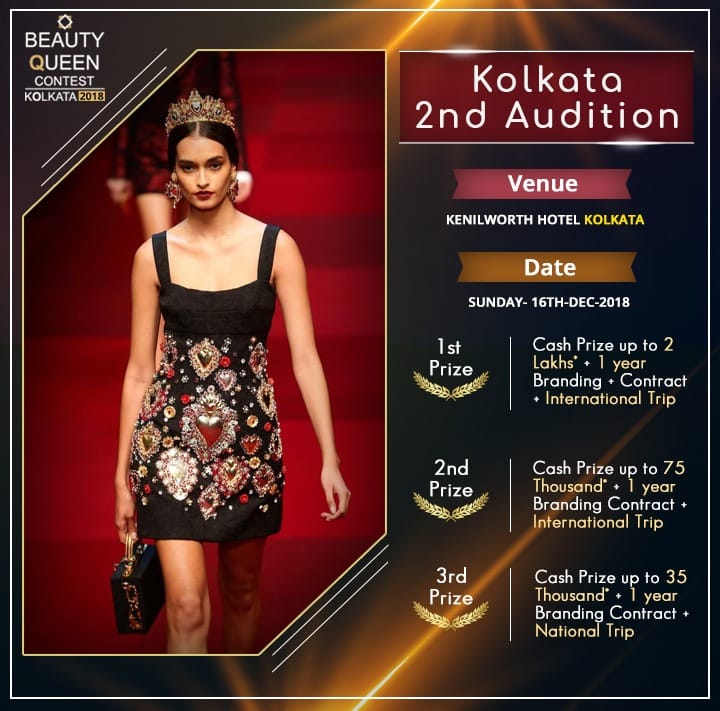 BEAUTY
QUEEN
CONTEST
KOLKATA 2018
Kolkata
2nd Audition
Venue
KENILWORTH HOTEL KOLKATA
Date
SUNDAY- 16TH-DEC-2018
1st
Prize
Cash Prize up to 2
Lakhs* + 1 year
Branding + Contract
+ International Trip
2nd
Prize
Cash Prize up to 75
Thousand* + 1 year
Branding Contract +
International Trip
3rd
Prize
Cash Prize up to 35
Thousand* + 1 year
Branding Contract +
National Trip